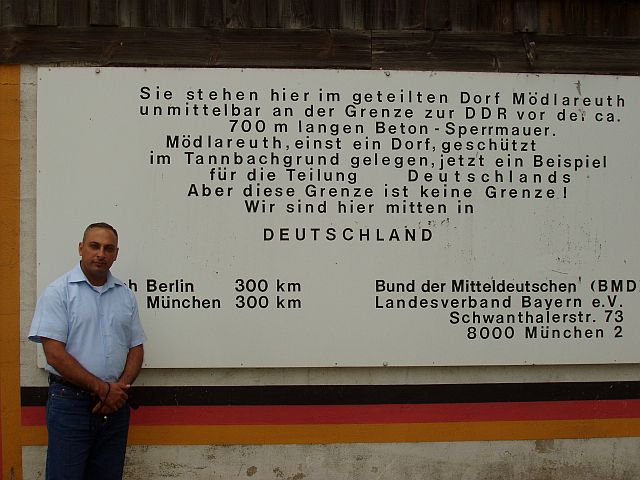 Sie stehen hier im geteilten Dorf Mödlareuth
unmittelbar an der Grenze zur DDR vor der ca.
700 m langen Beton-Sperrmauer.
Mödlareuth, einst ein Dorf, geschützt
im Tannbachgrund gelegen, jetzt ein Beispiel
für die Teilung Deutschlands
Aber diese Grenze ist keine Grenze!
Wir sind hier mitten in
DEUTSCHLAND
Berlin 300 km
München 300 km
Bund der Mitteldeutschen (BMD
Landesverband Bayern e.V.
Schwanthalerstr. 73
8000 München 2